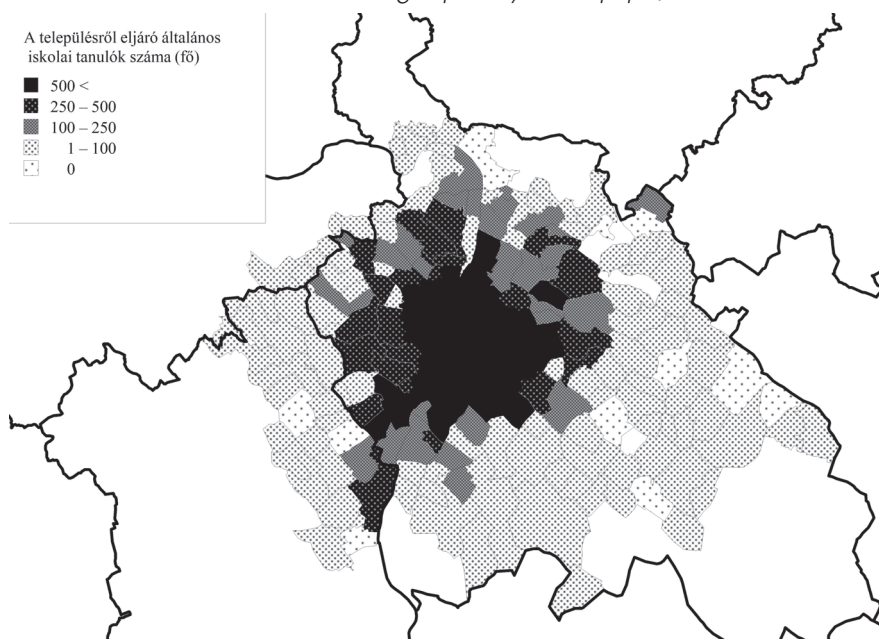 A településről eljáró általános
iskolai tanulók száma (fő)
500 <
250 – 500
100 – 250
1 – 100
0